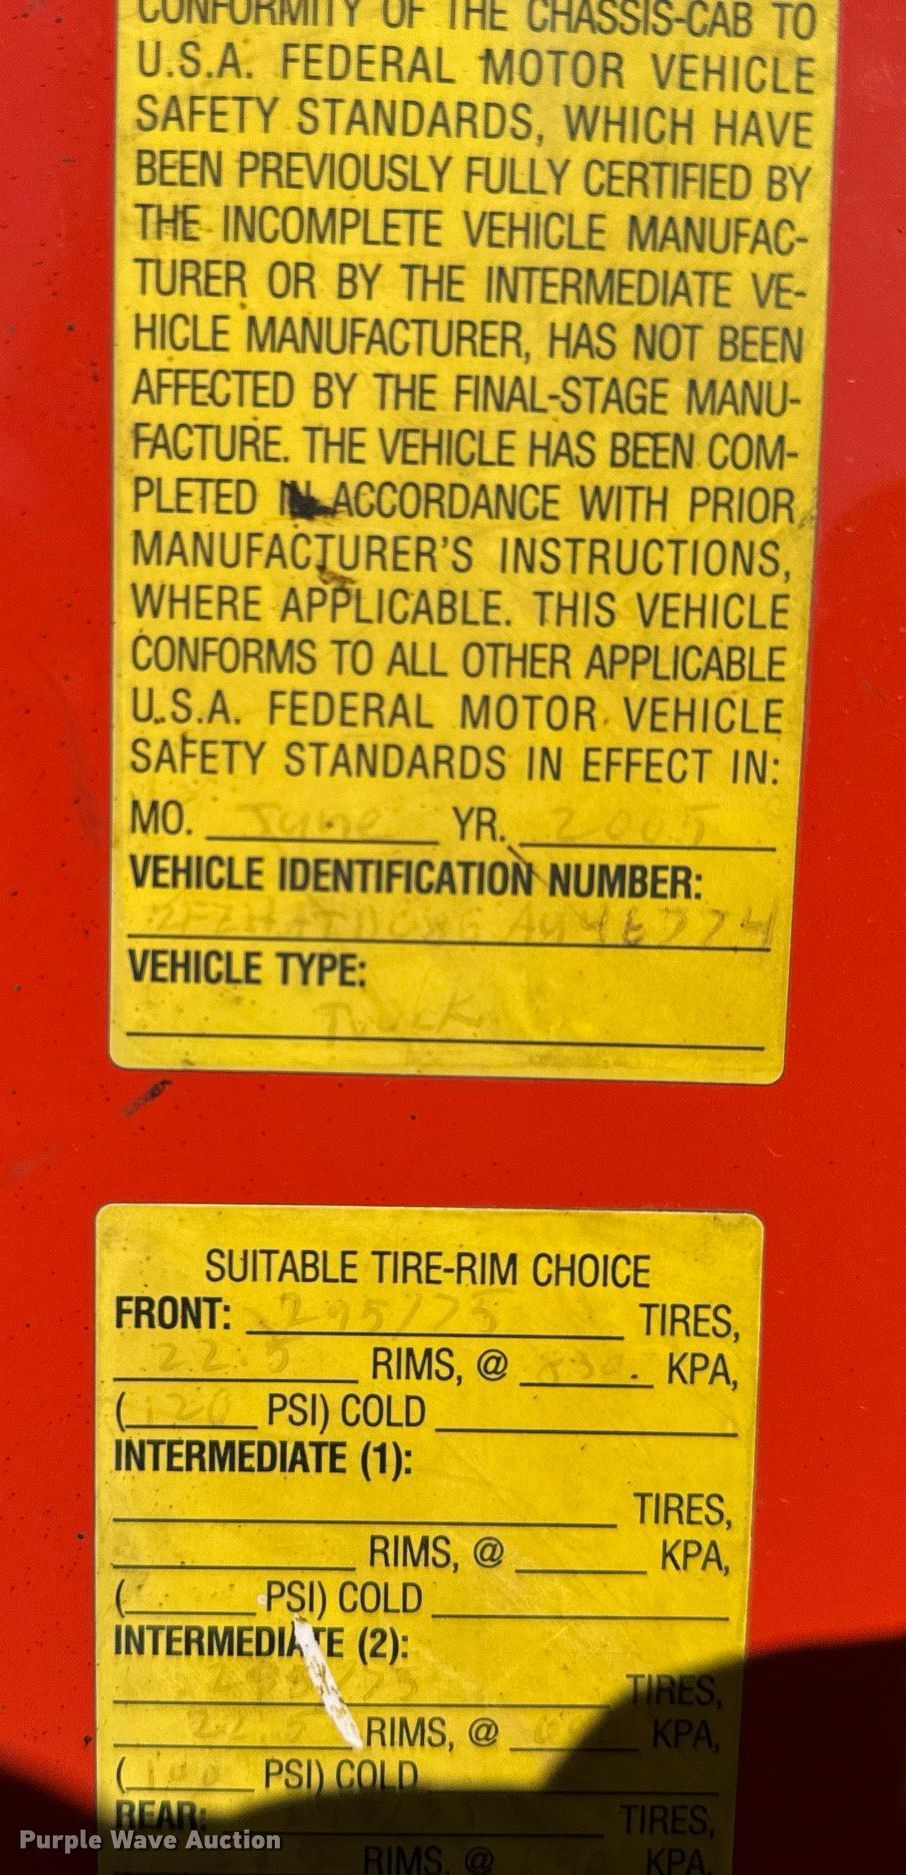 CONFORMITY OF THE CHASSIS-CAB TO
U.S.A. FEDERAL MOTOR VEHICLE
SAFETY STANDARDS, WHICH HAVE
BEEN PREVIOUSLY FULLY CERTIFIED BY
THE INCOMPLETE VEHICLE MANUFAC-
TURER OR BY THE INTERMEDIATE VE-
HICLE MANUFACTURER, HAS NOT BEEN
AFFECTED BY THE FINAL-STAGE MANU-
FACTURE. THE VEHICLE HAS BEEN COM-
PLETED IN ACCORDANCE WITH PRIOR
MANUFACTURER'S INSTRUCTIONS,
WHERE APPLICABLE. THIS VEHICLE
CONFORMS TO ALL OTHER APPLICABLE
U.S.A. FEDERAL MOTOR VEHICLE
SAFETY STANDARDS IN EFFECT IN:
MO. June YR. 2005
VEHICLE IDENTIFICATION NUMBER:
VEHICLE TYPE:
Truck
SUITABLE TIRE-RIM CHOICE
FRONT: 295/75 TIRES,
22.5 RIMS, @ 830 KPA,
(120 PSI) COLD
INTERMEDIATE (1):
TIRES,
RIMS, @ KPA,
( PSI) COLD
INTERMEDIATE (2):
295/75 TIRES,
22.5 RIMS, @ KPA,
( PSI) COLD
REAR: TIRES,
RIMS, @ KPA
Purple Wave Auction